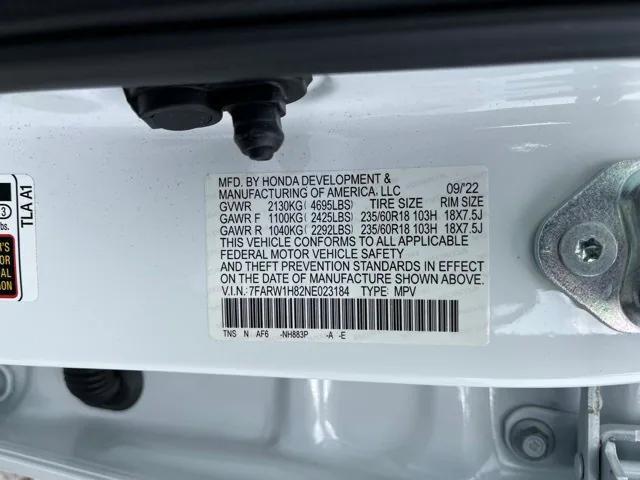 MFD. BY HONDA DEVELOPMENT &
MANUFACTURING OF AMERICA, LLC 09/'22
GVWR 2130KG( 4695LBS) TIRE SIZE RIM SIZE
GAWR F 1100KG( 2425LBS) 235/60R18 103H 18X7.5J
GAWR R 1040KG( 2292LBS) 235/60R18 103H 18X7.5J
THIS VEHICLE CONFORMS TO ALL APPLICABLE
FEDERAL MOTOR VEHICLE SAFETY
AND THEFT PREVENTION STANDARDS IN EFFECT
ON THE DATE OF MANUFACTURE SHOWN ABOVE.
V.I.N.: 7FARW1H82NE023184 TYPE: MPV
TNS N AF6 -NH883P -A -E
TLA A1
3
bs.
'S